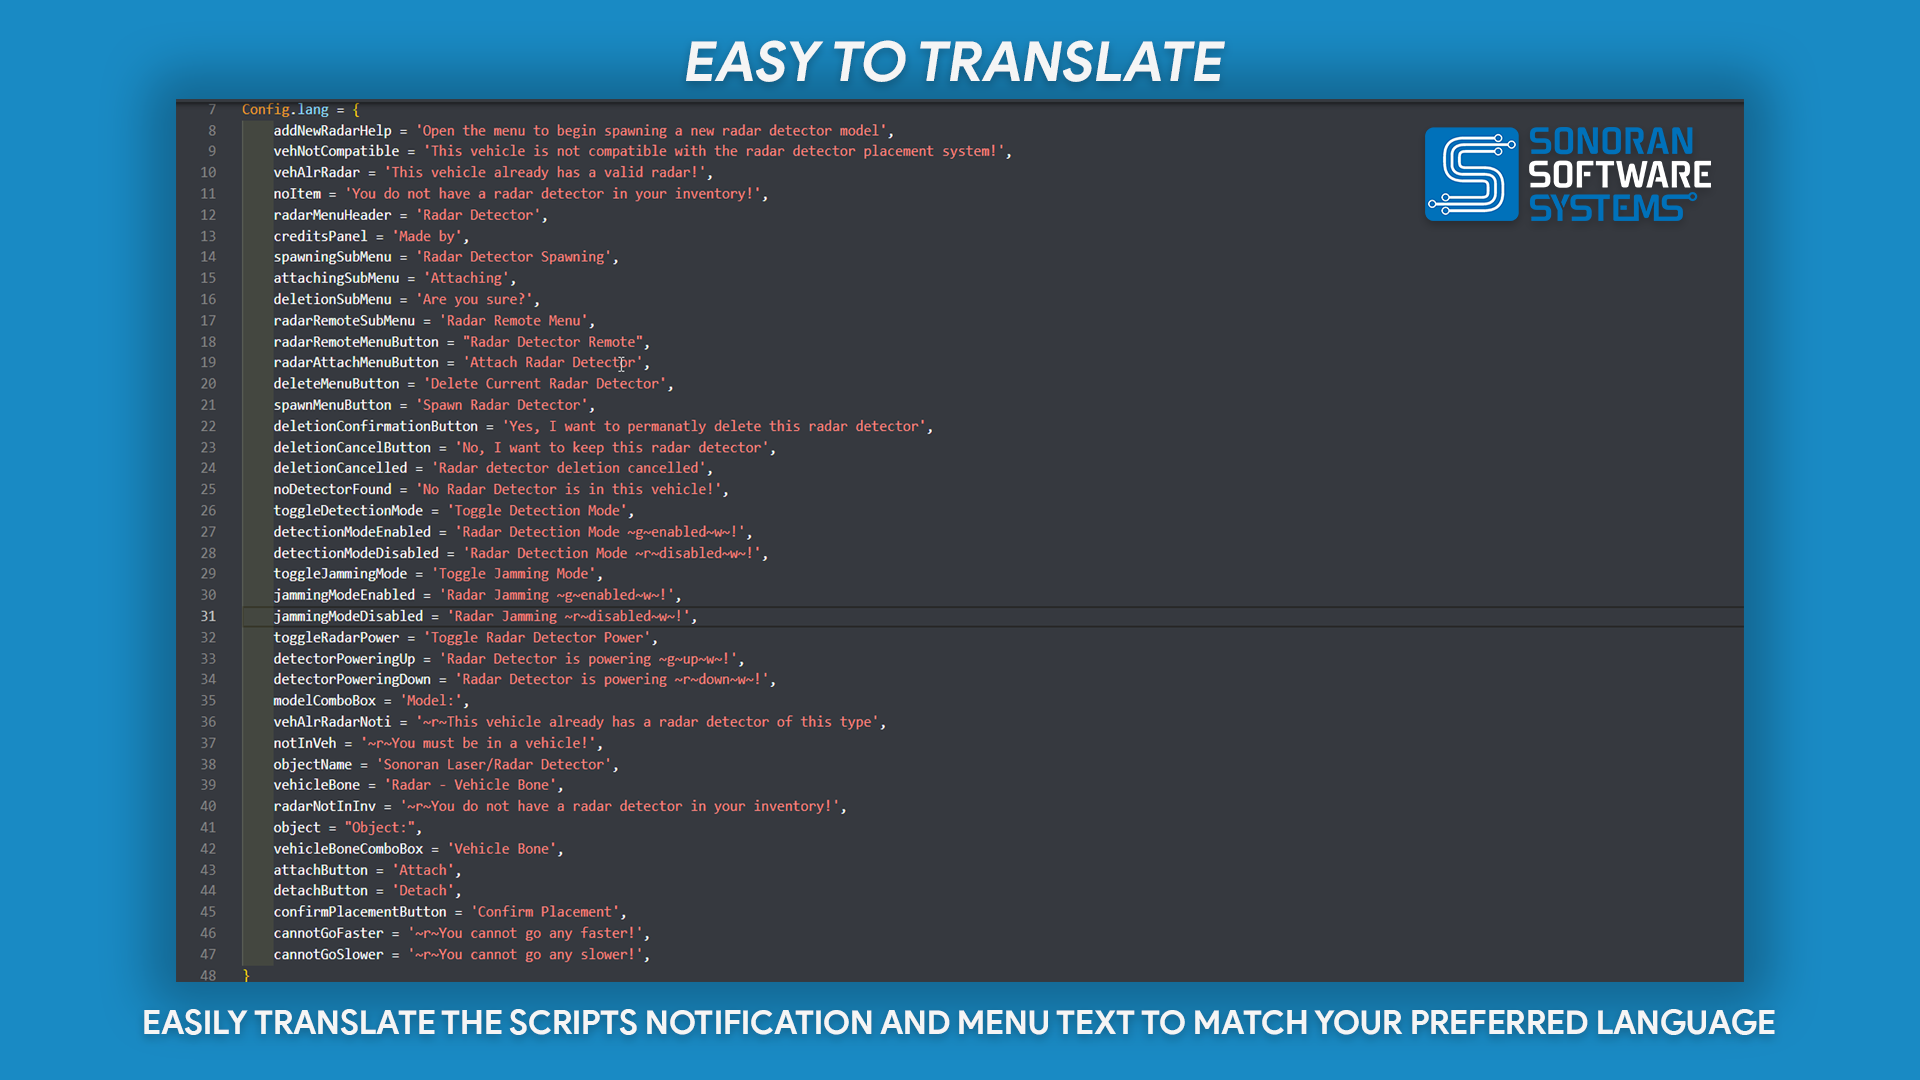 EASY TO TRANSLATE
7 Config.lang = {
8 addNewRadarHelp = 'Open the menu to begin spawning a new radar detector model',
9 vehNotCompatible = 'This vehicle is not compatible with the radar detector placement system!',
10 vehAlrRadar = 'This vehicle already has a valid radar!',
11 noItem = 'You do not have a radar detector in your inventory!',
12 radarMenuHeader = 'Radar Detector',
13 creditsPanel = 'Made by',
14 spawningSubMenu = 'Radar Detector Spawning',
15 attachingSubMenu = 'Attaching',
16 deletionSubMenu = 'Are you sure?',
17 radarRemoteSubMenu = 'Radar Remote Menu',
18 radarRemoteMenuButton = "Radar Detector Remote",
19 radarAttachMenuButton = 'Attach Radar Detector',
20 deleteMenuButton = 'Delete Current Radar Detector',
21 spawnMenuButton = 'Spawn Radar Detector',
22 deletionConfirmationButton = 'Yes, I want to permanatly delete this radar detector',
23 deletionCancelButton = 'No, I want to keep this radar detector',
24 deletionCancelled = 'Radar detector deletion cancelled',
25 noDetectorFound = 'No Radar Detector is in this vehicle!',
26 toggleDetectionMode = 'Toggle Detection Mode',
27 detectionModeEnabled = 'Radar Detection Mode ~g~enabled~w~!',
28 detectionModeDisabled = 'Radar Detection Mode ~r~disabled~w~!',
29 toggleJammingMode = 'Toggle Jamming Mode',
30 jammingModeEnabled = 'Radar Jamming ~g~enabled~w~!',
31 jammingModeDisabled = 'Radar Jamming ~r~disabled~w~!',
32 toggleRadarPower = 'Toggle Radar Detector Power',
33 detectorPoweringUp = 'Radar Detector is powering ~g~up~w~!',
34 detectorPoweringDown = 'Radar Detector is powering ~r~down~w~!',
35 modelComboBox = 'Model:',
36 vehAlrRadarNoti = '~r~This vehicle already has a radar detector of this type',
37 notInVeh = '~r~You must be in a vehicle!',
38 objectName = 'Sonoran Laser/Radar Detector',
39 vehicleBone = 'Radar - Vehicle Bone',
40 radarNotInInv = '~r~You do not have a radar detector in your inventory!',
41 object = "Object:",
42 vehicleBoneComboBox = 'Vehicle Bone',
43 attachButton = 'Attach',
44 detachButton = 'Detach',
45 confirmPlacementButton = 'Confirm Placement',
46 cannotGoFaster = '~r~You cannot go any faster!',
47 cannotGoSlower = '~r~You cannot go any slower!',
48 }
SONORAN
SOFTWARE
SYSTEMS
EASILY TRANSLATE THE SCRIPTS NOTIFICATION AND MENU TEXT TO MATCH YOUR PREFERRED LANGUAGE